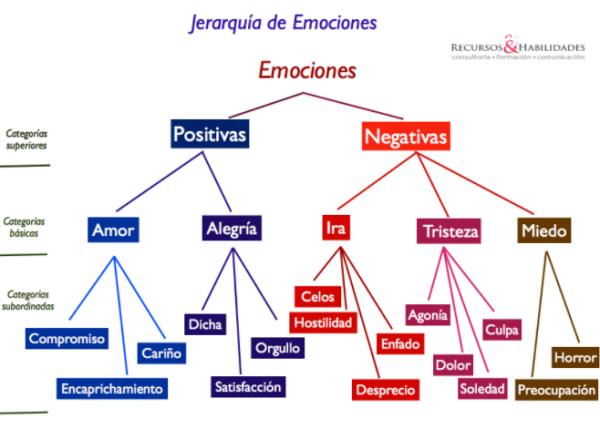 Jerarquía de Emociones
RECURSOS&HABILIDADES
consultoría • formación • comunicación
Emociones
Categorías
superiores
Positivas
Negativas
Categorías
básicas
Amor
Alegría
Ira
Tristeza
Miedo
Categorías
subordinadas
Celos
Hostilidad
Agonía
Dicha
Culpa
Compromiso
Cariño
Orgullo
Enfado
Horror
Dolor
Encaprichamiento
Satisfacción
Desprecio
Soledad
Preocupación